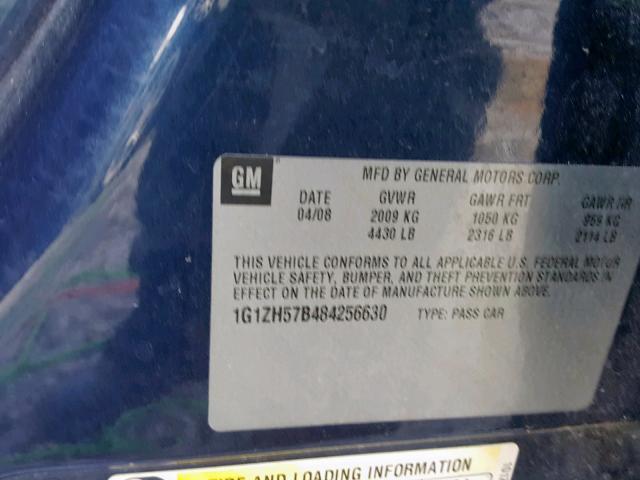 GM
MFD BY GENERAL MOTORS CORP.
DATE GVWR GAWR FRT GAWR RR
04/08 2009 KG 1050 KG 959 KG
4430 LB 2316 LB 2114 LB
THIS VEHICLE CONFORMS TO ALL APPLICABLE U.S. FEDERAL MOTOR
VEHICLE SAFETY, BUMPER, AND THEFT PREVENTION STANDARDS IN
EFFECT ON THE DATE OF MANUFACTURE SHOWN ABOVE.
1G1ZH57B484256630 TYPE: PASS CAR
TIRE AND LOADING INFORMATION